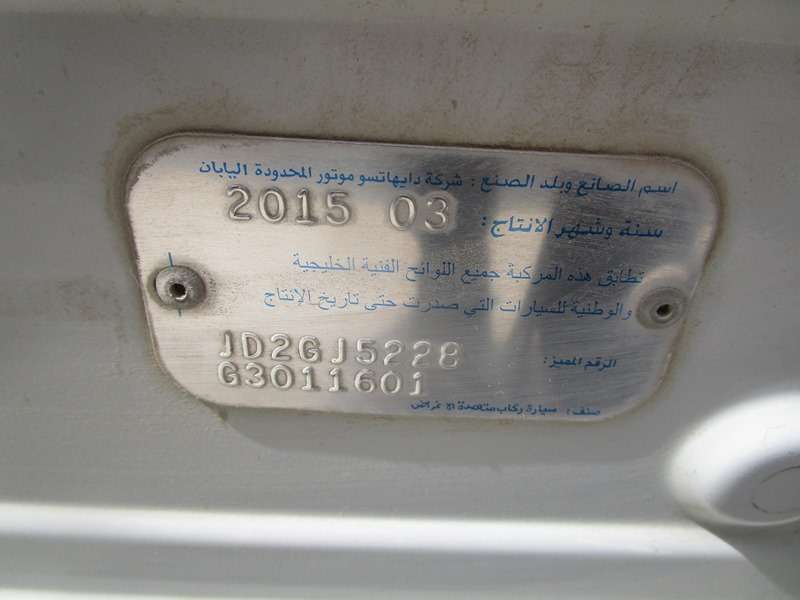 اسم الصانع وبلد الصنع : شركة دايهاتسو موتور المحدودة اليابان
سنة وشهر الانتاج : 2015 03
تطابق هذه المركبة جميع اللوائح الفنية الخليجية
والوطنية للسيارات التي صدرت حتى تاريخ الإنتاج
الرقم المميز : JD2GJ5228
G3011601
صنف : سيارة ركاب متعددة الاغراض